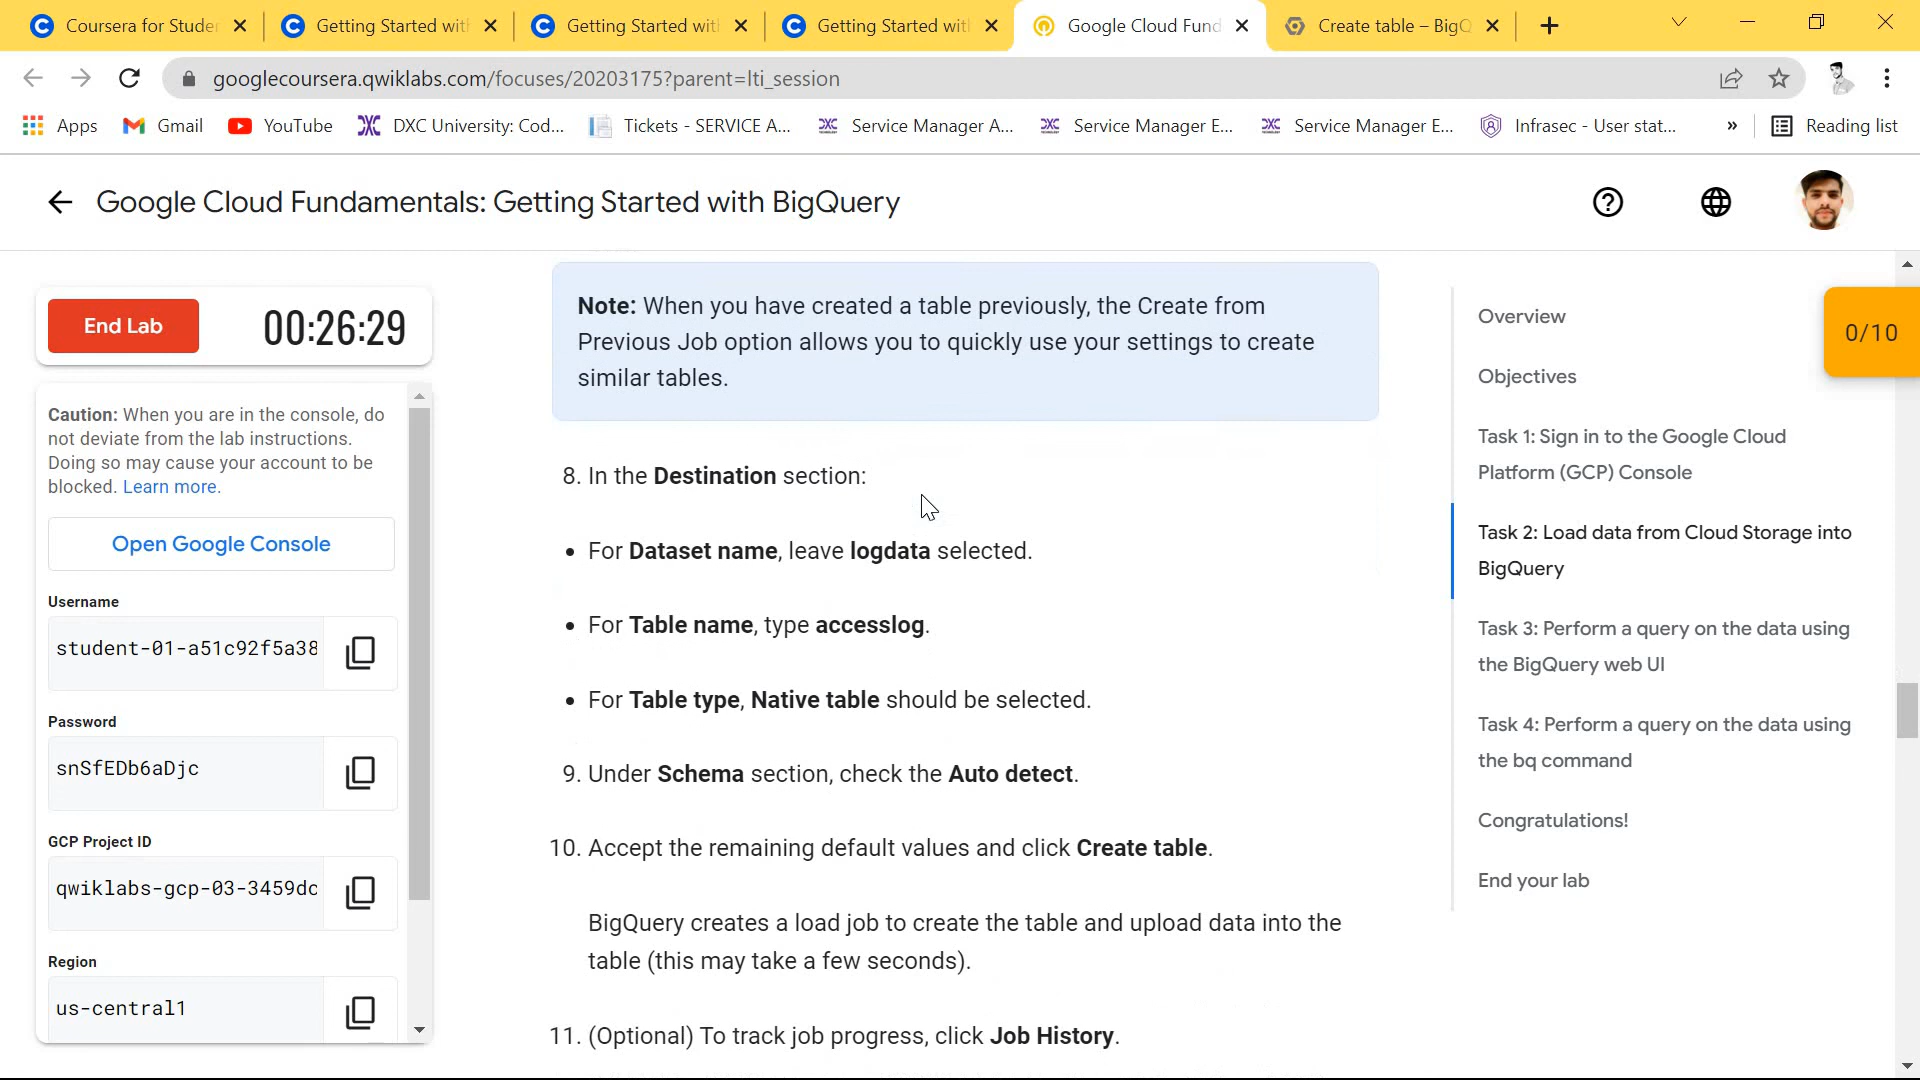 Coursera for Studer
Getting Started wit
Getting Started wit
Getting Started wit
Google Cloud Fund
Create table – BigQ
googlecoursera.qwiklabs.com/focuses/20203175?parent=lti_session
Apps
Gmail
YouTube
DXC University: Cod...
Tickets - SERVICE A...
Service Manager A...
Service Manager E...
Service Manager E...
Infrasec - User stat...
»
Reading list
Google Cloud Fundamentals: Getting Started with BigQuery
End Lab
00:26:29
Caution: When you are in the console, do
not deviate from the lab instructions.
Doing so may cause your account to be
blocked. Learn more.
Open Google Console
Username
student-01-a51c92f5a38
Password
snSfEDb6aDjc
GCP Project ID
qwiklabs-gcp-03-3459dc
Region
us-central1
Note: When you have created a table previously, the Create from
Previous Job option allows you to quickly use your settings to create
similar tables.
8. In the Destination section:
• For Dataset name, leave logdata selected.
• For Table name, type accesslog.
• For Table type, Native table should be selected.
9. Under Schema section, check the Auto detect.
10. Accept the remaining default values and click Create table.
BigQuery creates a load job to create the table and upload data into the
table (this may take a few seconds).
11. (Optional) To track job progress, click Job History.
Overview
Objectives
Task 1: Sign in to the Google Cloud
Platform (GCP) Console
Task 2: Load data from Cloud Storage into
BigQuery
Task 3: Perform a query on the data using
the BigQuery web UI
Task 4: Perform a query on the data using
the bq command
Congratulations!
End your lab
0/10